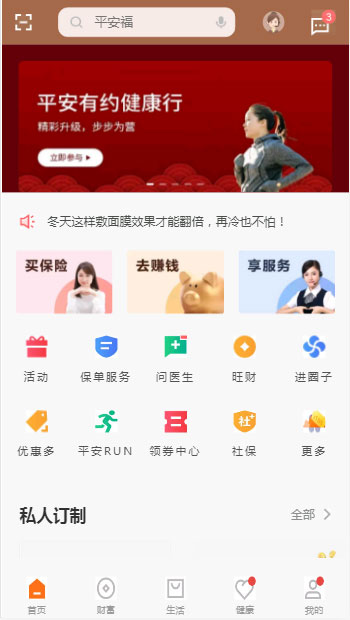 平安福
3
平安有约健康行
精彩升级，步步为营
立即参与
冬天这样敷面膜效果才能翻倍，再冷也不怕！
买保险 去赚钱 享服务
活动 保单服务 问医生 旺财 进圈子
社保
优惠多 平安RUN 领券中心 社保 更多
私人订制 全部
首页 财富 生活 健康 我的